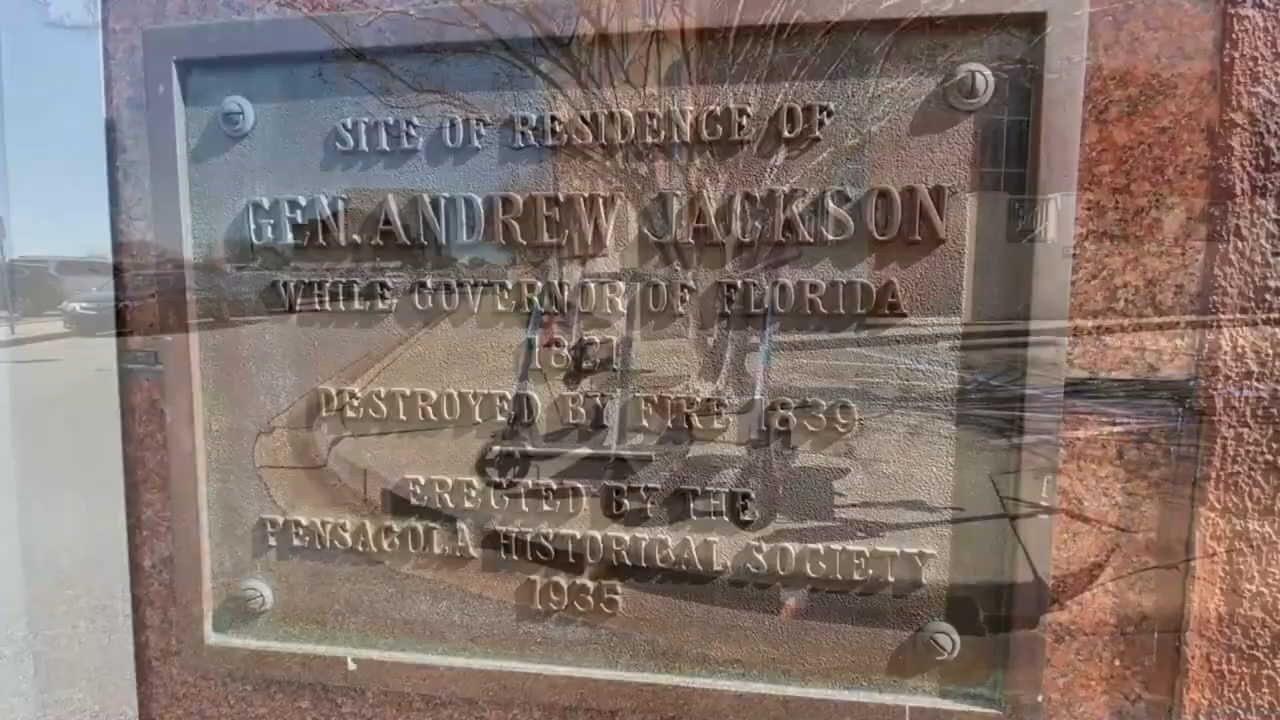 SITE OF RESIDENCE OF
GEN. ANDREW JACKSON
WHILE GOVERNOR OF FLORIDA
1821
DESTROYED BY FIRE 1839
ERECTED BY THE
PENSACOLA HISTORICAL SOCIETY
1935